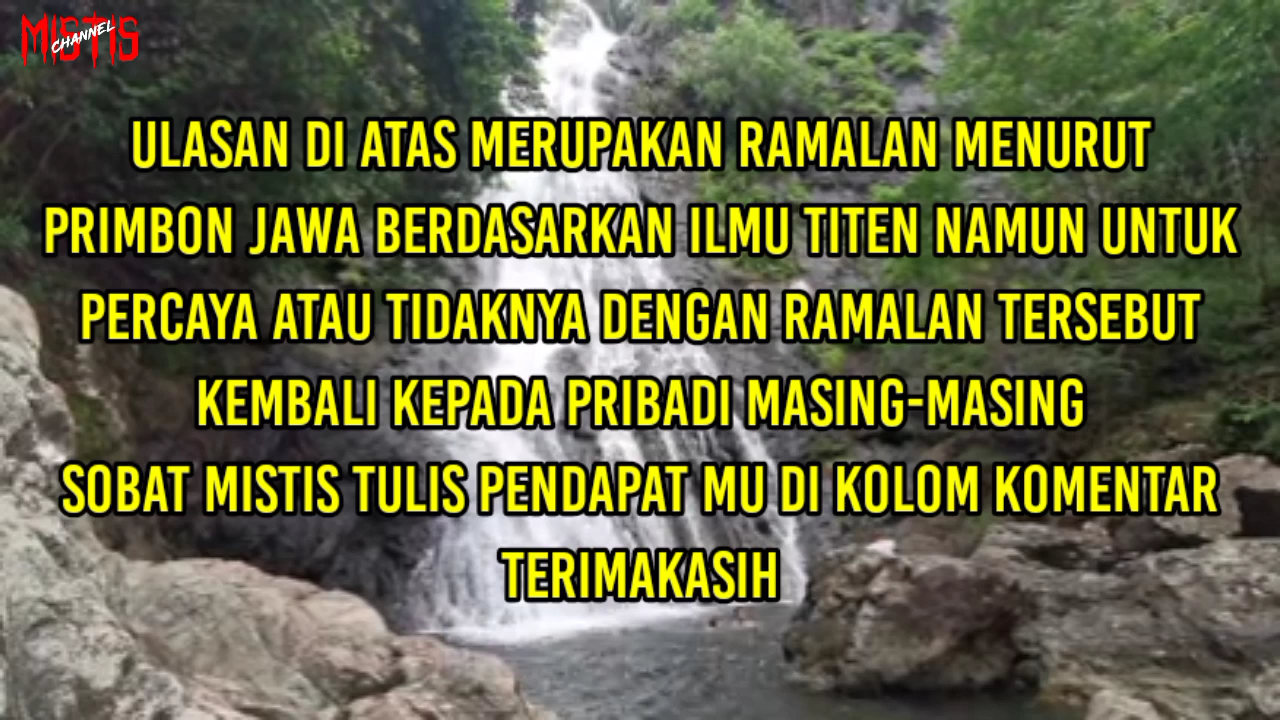 MISTIS
CHANNEL
ULASAN DI ATAS MERUPAKAN RAMALAN MENURUT
PRIMBON JAWA BERDASARKAN ILMU TITEN NAMUN UNTUK
PERCAYA ATAU TIDAKNYA DENGAN RAMALAN TERSEBUT
KEMBALI KEPADA PRIBADI MASING-MASING
SOBAT MISTIS TULIS PENDAPAT MU DI KOLOM KOMENTAR
TERIMAKASIH